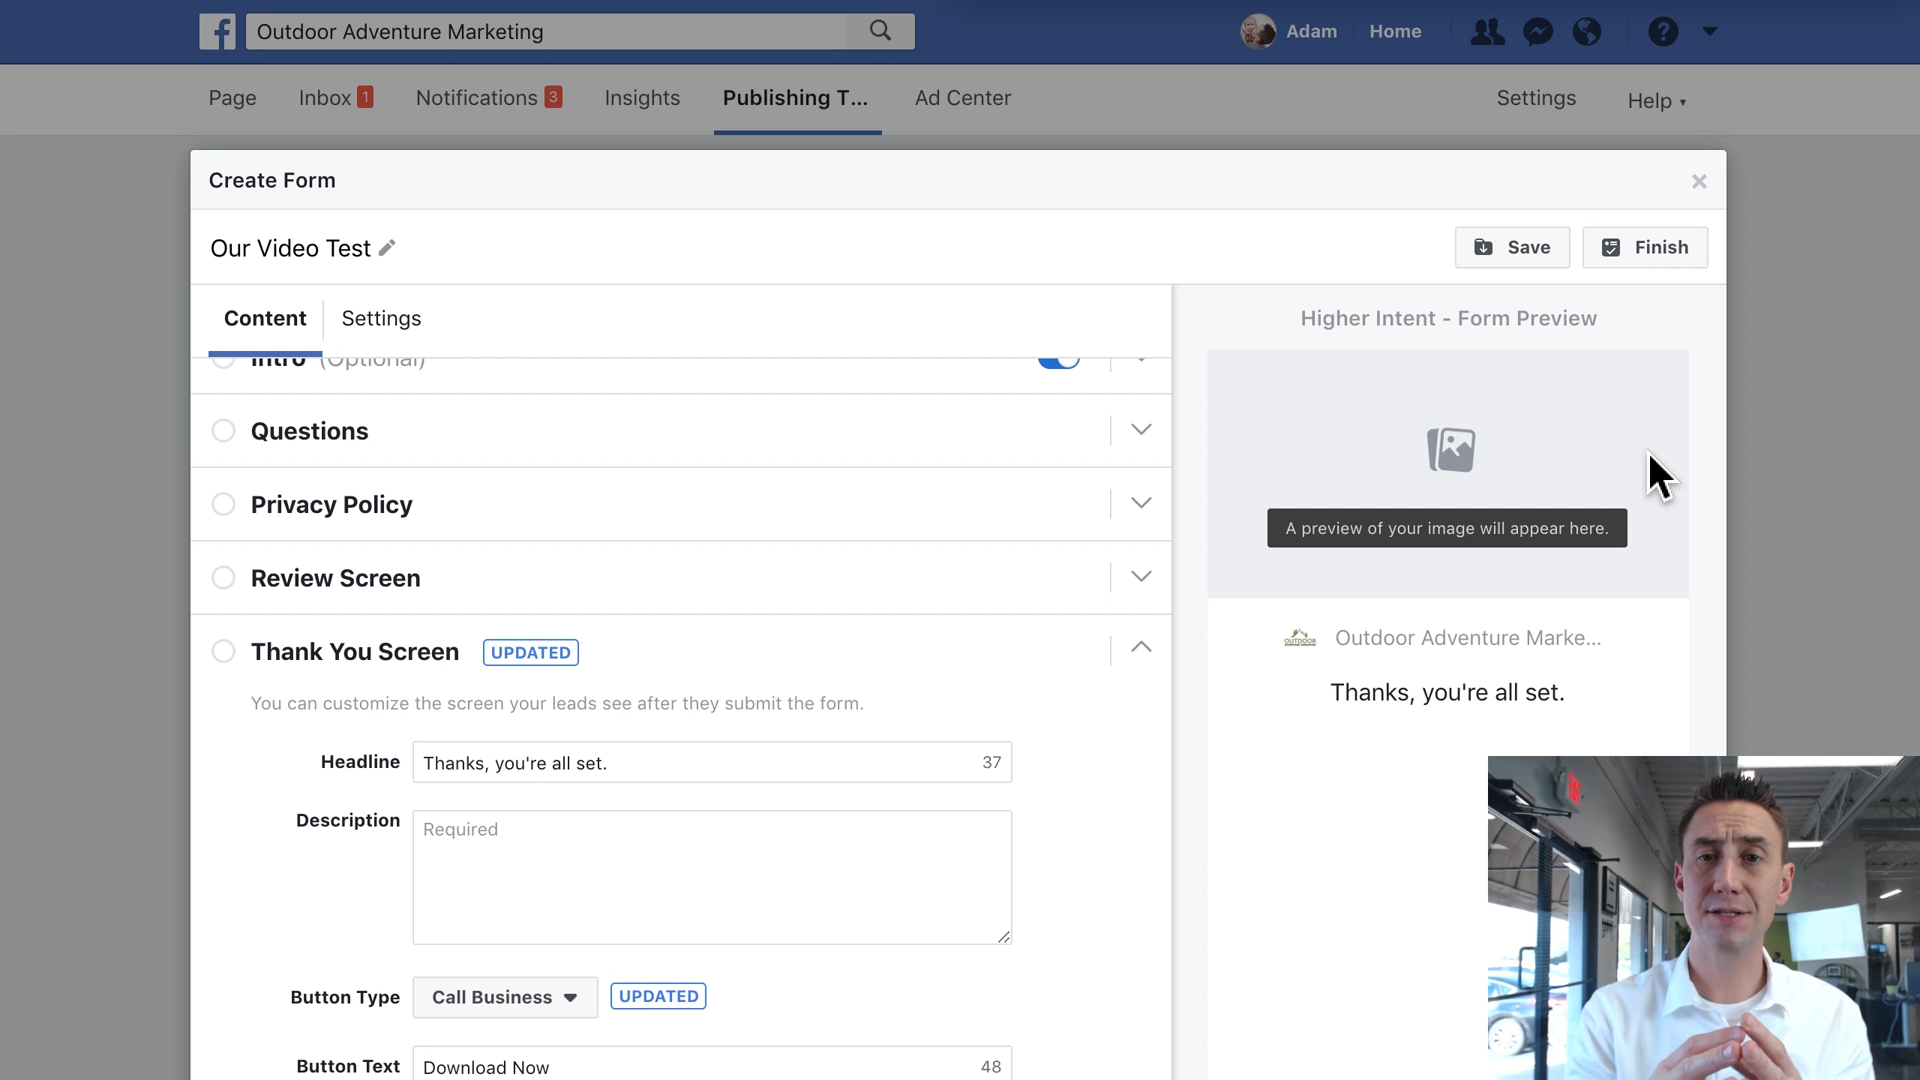 Outdoor Adventure Marketing
Adam
Home
Page
Inbox 1
Notifications 3
Insights
Publishing T...
Ad Center
Settings
Help
Create Form
Our Video Test
Save
Finish
Content
Settings
Higher Intent - Form Preview
Intro (Optional)
Questions
Privacy Policy
Review Screen
Thank You Screen UPDATED
You can customize the screen your leads see after they submit the form.
Headline
Thanks, you're all set.
37
Description
Required
Button Type
Call Business
UPDATED
Button Text
Download Now
48
A preview of your image will appear here.
OUTDOOR
Outdoor Adventure Marke...
Thanks, you're all set.